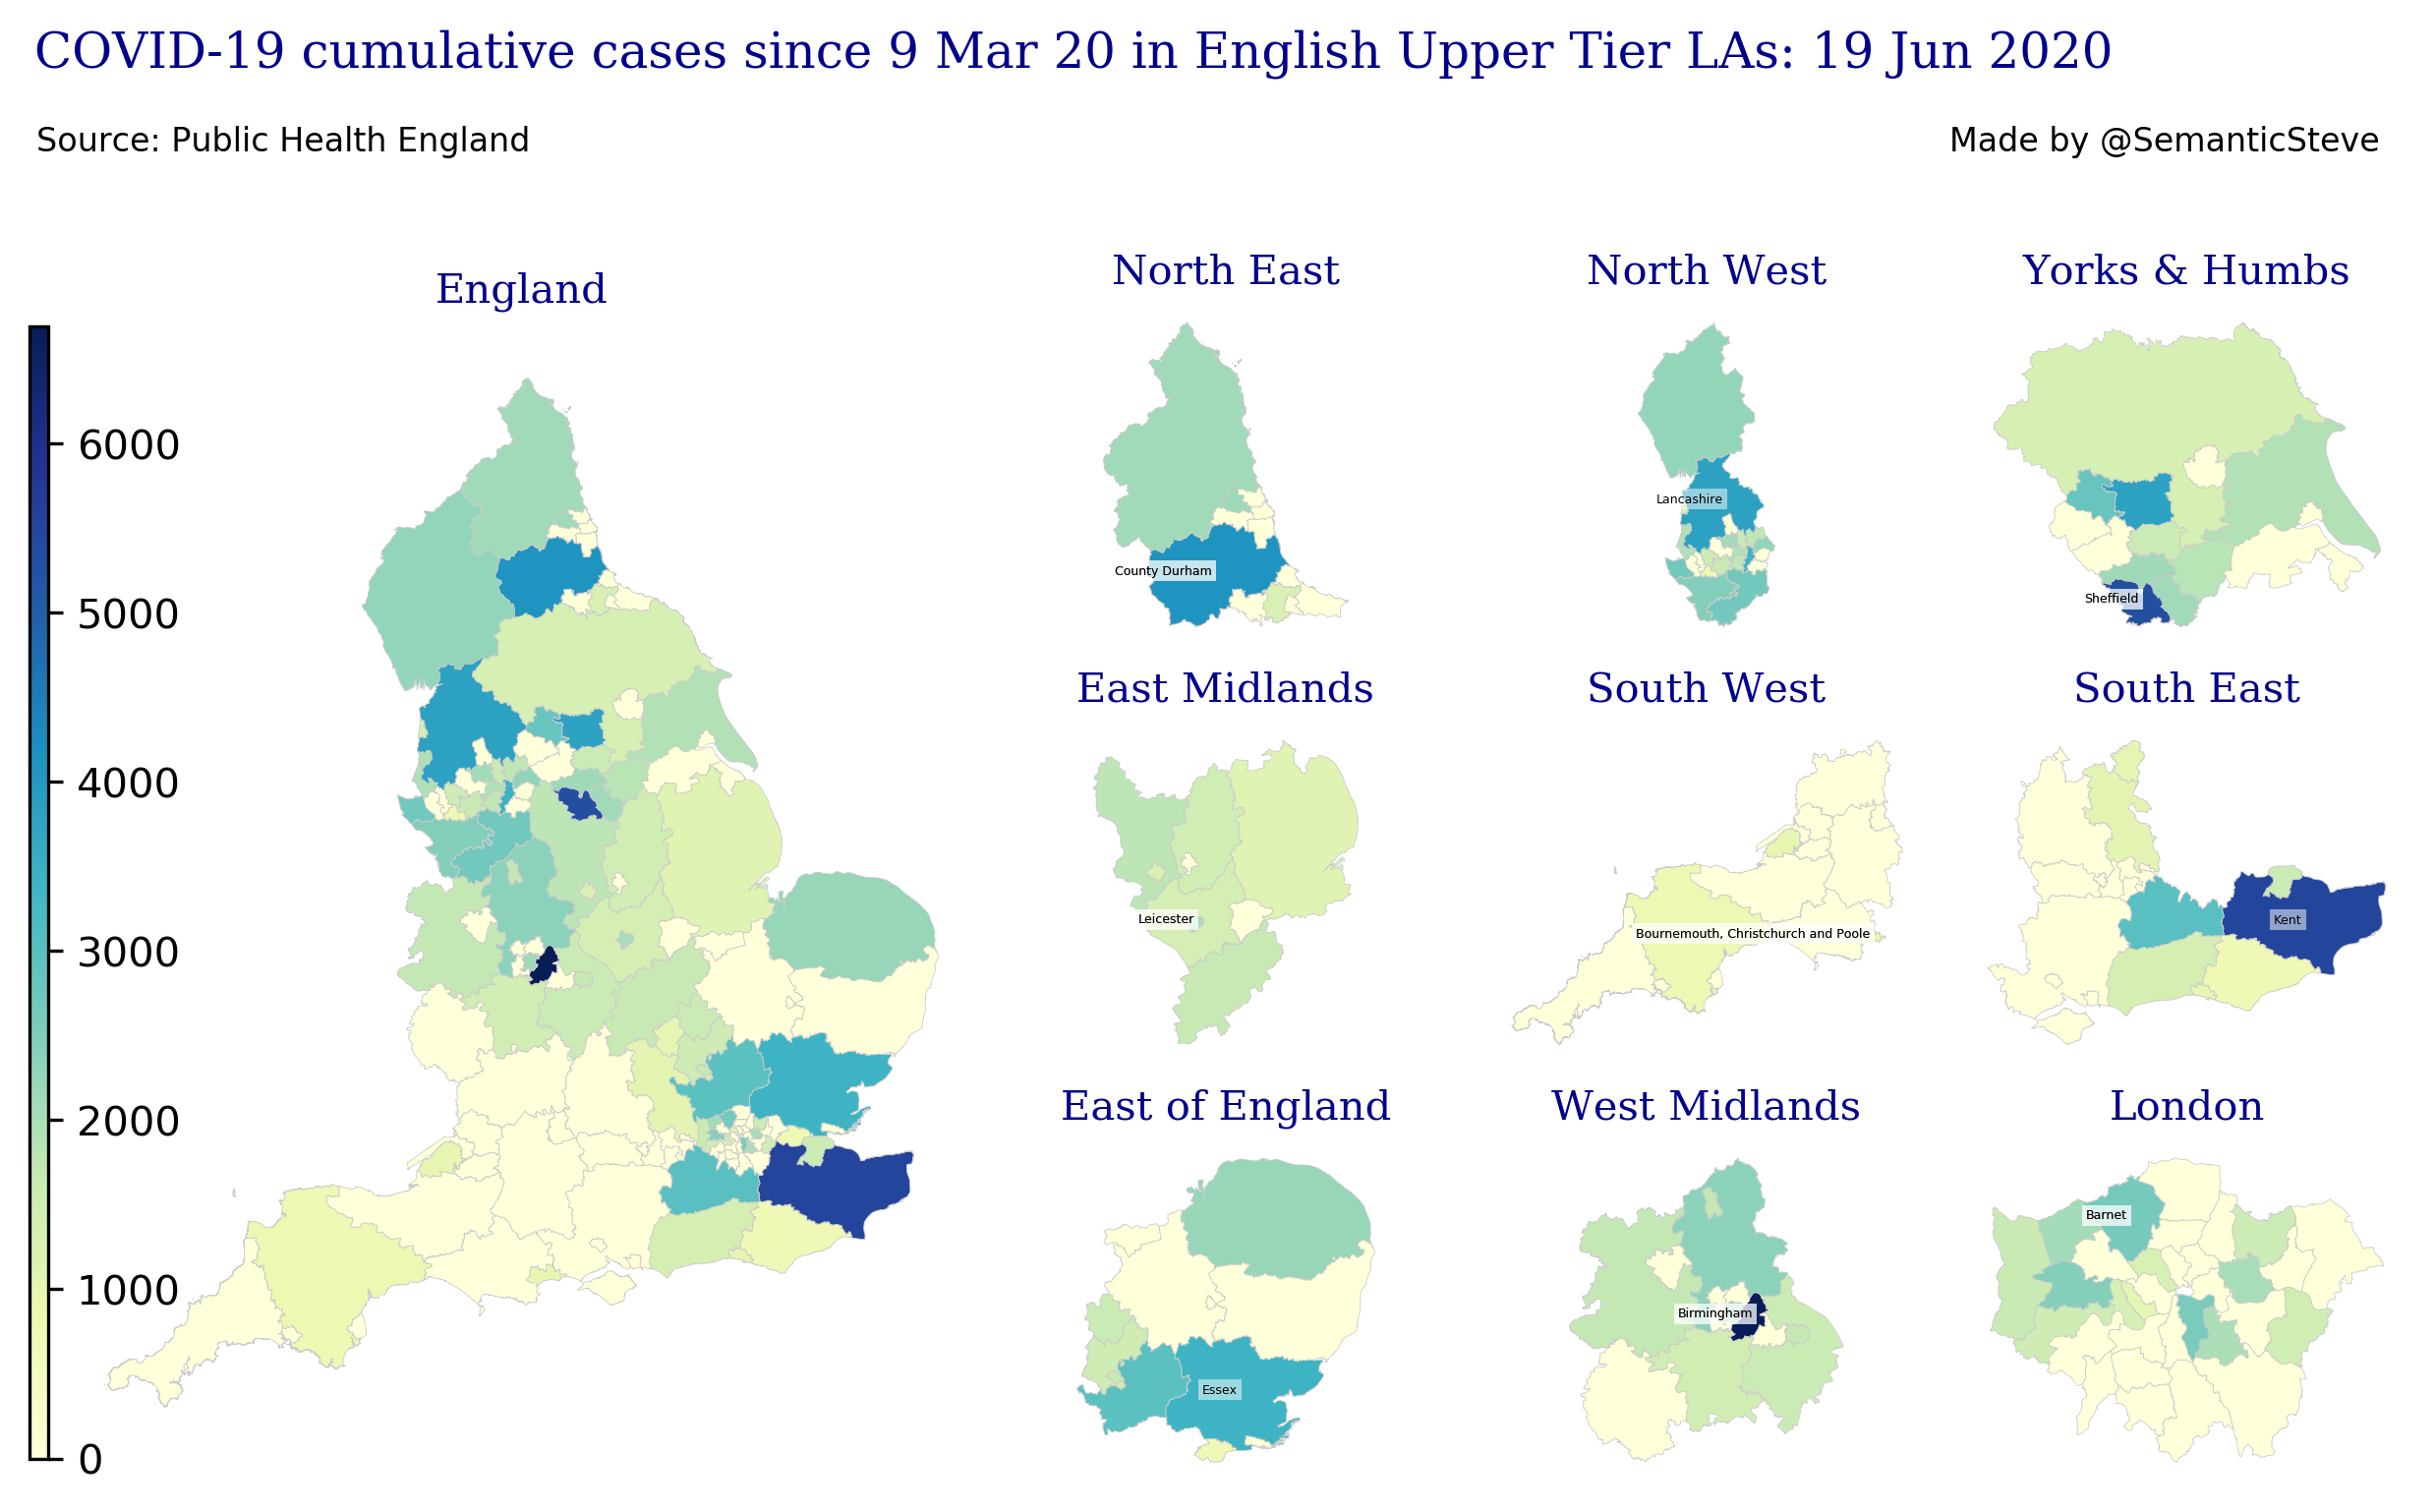 COVID-19 cumulative cases since 9 Mar 20 in English Upper Tier LAs: 19 Jun 2020
Source: Public Health England
Made by @SemanticSteve
England
6000
5000
4000
3000
2000
1000
0
North East
County Durham
North West
Lancashire
Yorks & Humbs
Sheffield
East Midlands
Leicester
South West
Bournemouth, Christchurch and Poole
South East
Kent
East of England
Essex
West Midlands
Birmingham
London
Barnet